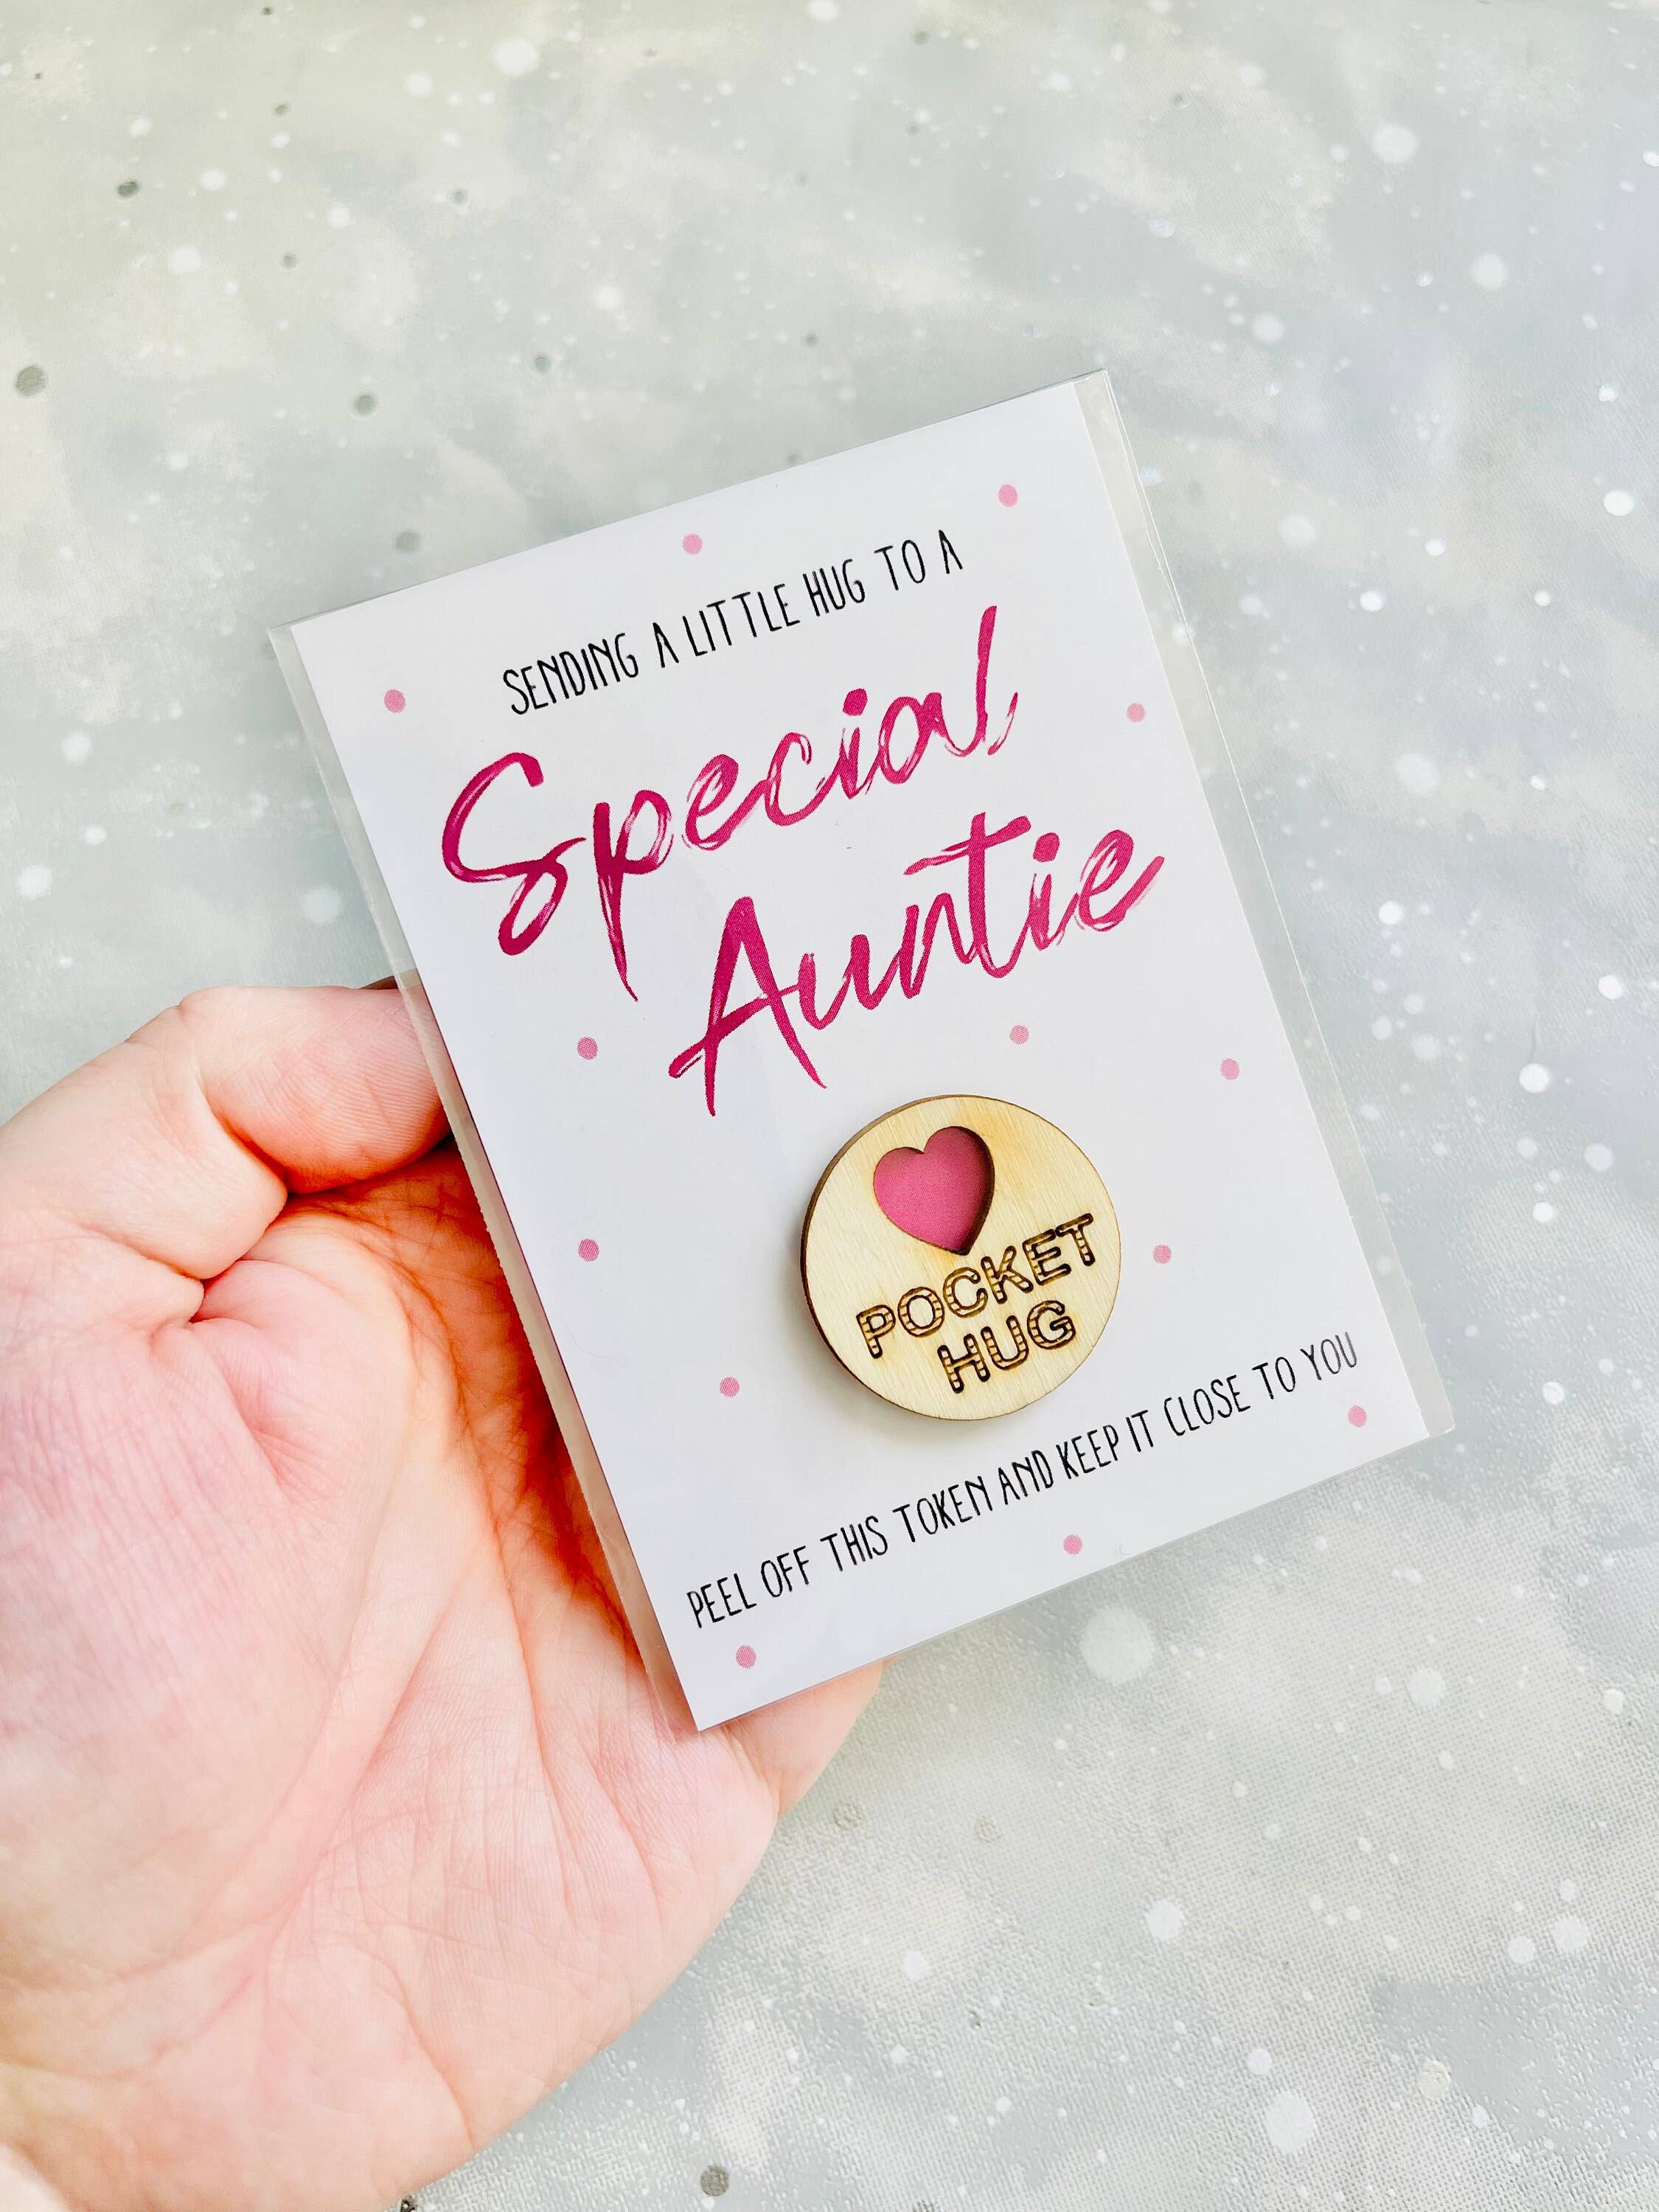 SENDING A LITTLE HUG TO A
Special
Auntie
POCKET
HUG
PEEL OFF THIS TOKEN AND KEEP IT CLOSE TO YOU